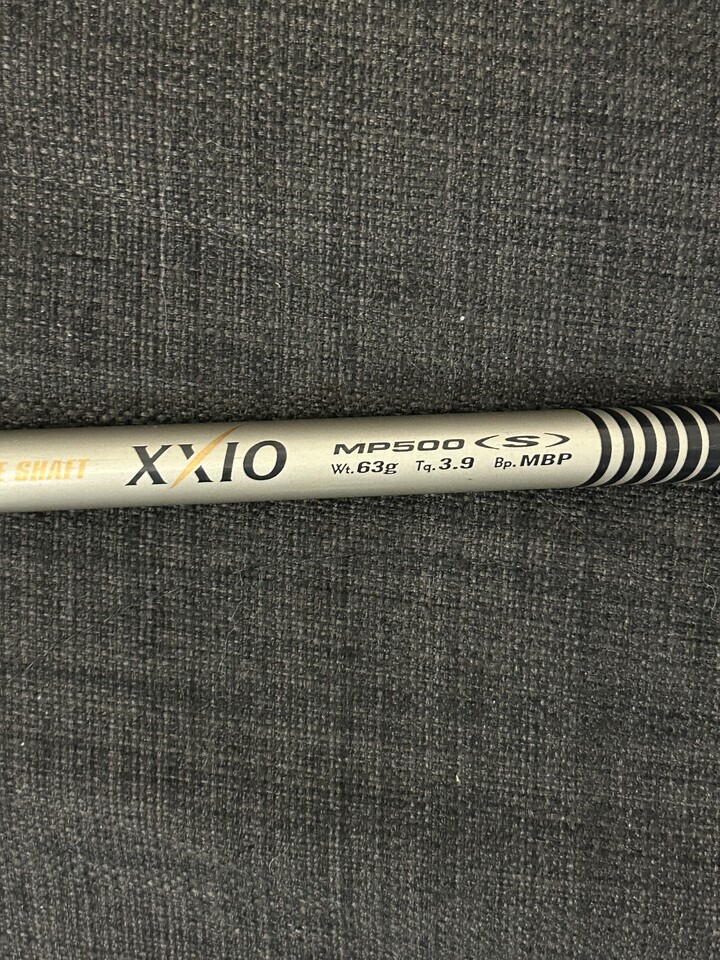 SHAFT XXIO MP500 <S>
Wt. 63g Tq. 3.9 Bp. MBP